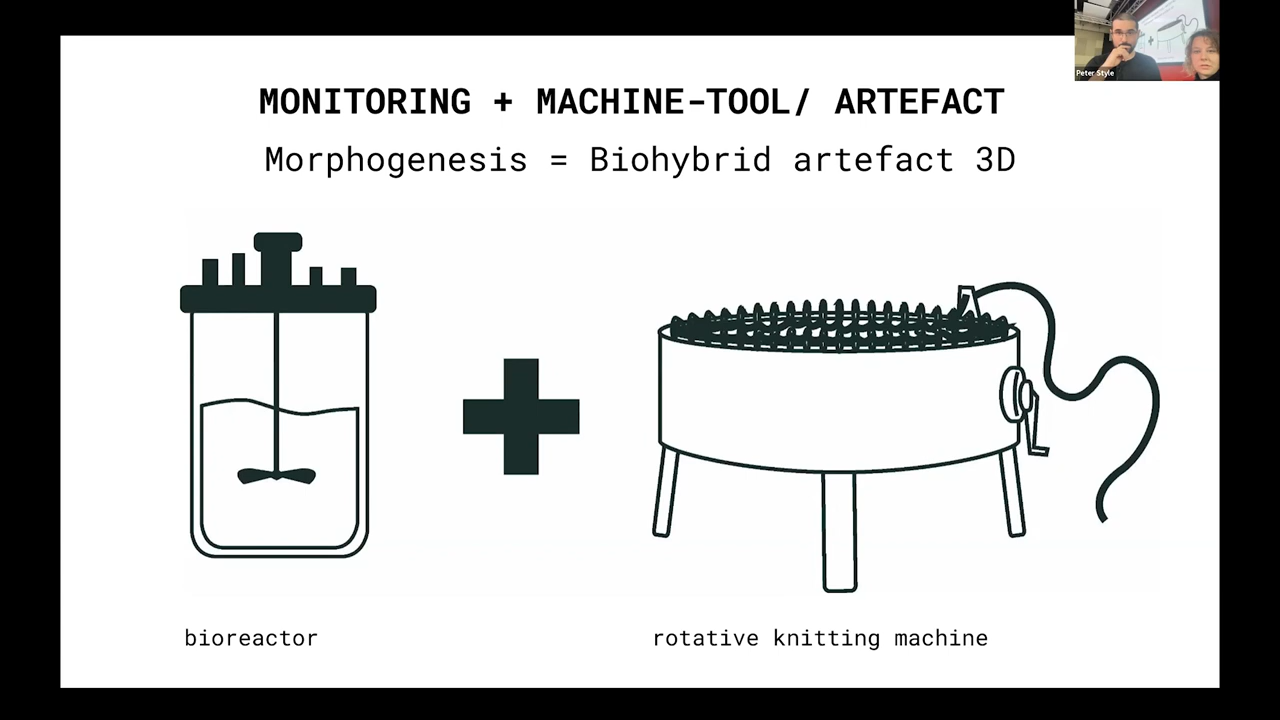 MONITORING + MACHINE-TOOL/ ARTEFACT
Morphogenesis = Biohybrid artefact 3D
bioreactor
rotative knitting machine
Peter Style